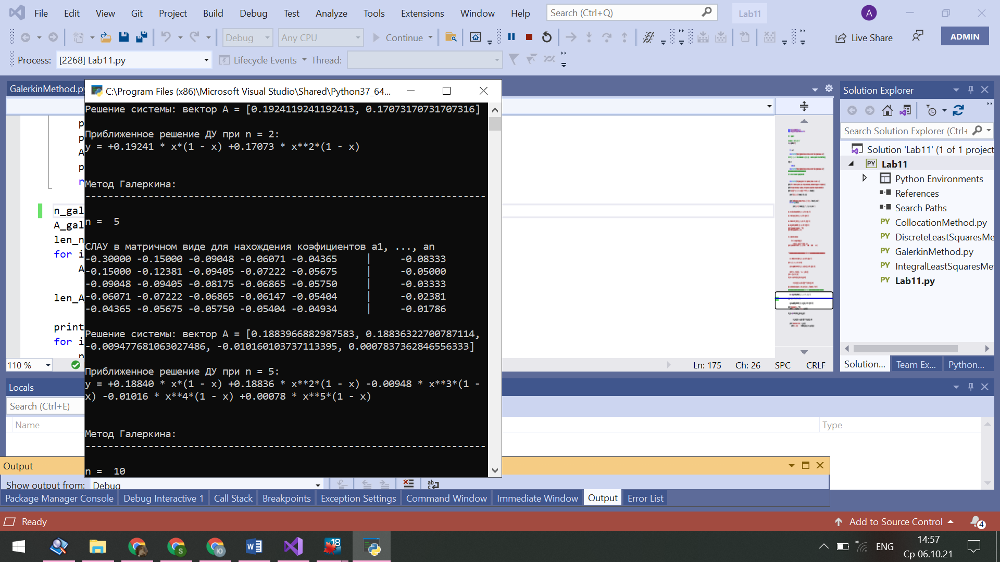 File Edit View Git Project Build Debug Test Analyze Tools Extensions Window Help Search (Ctrl+Q) Lab11 A
Debug Any CPU Continue Live Share ADMIN
Process: [2268] Lab11.py Lifecycle Events Thread:
GalerkinMethod.py
C:\Program Files (x86)\Microsoft Visual Studio\Shared\Python37_64...
Решение системы: вектор A = [0.1924119241192413, 0.17073170731707316]
Приближенное решение ДУ при n = 2:
y = +0.19241 * x*(1 - x) +0.17073 * x**2*(1 - x)
Метод Галеркина:
----------------------------------------------------------------------
n =  5
СЛАУ в матричном виде для нахождения коэфициентов a1, ..., an
-0.30000 -0.15000 -0.09048 -0.06071 -0.04365     |     -0.08333
-0.15000 -0.12381 -0.09405 -0.07222 -0.05675     |     -0.05000
-0.09048 -0.09405 -0.08175 -0.06865 -0.05750     |     -0.03333
-0.06071 -0.07222 -0.06865 -0.06147 -0.05404     |     -0.02381
-0.04365 -0.05675 -0.05750 -0.05404 -0.04934     |     -0.01786
Решение системы: вектор A = [0.1883966882987583, 0.18836322700787114,
-0.009477681063027486, -0.010160103737113395, 0.0007837362846556333]
Приближенное решение ДУ при n = 5:
y = +0.18840 * x*(1 - x) +0.18836 * x**2*(1 - x) -0.00948 * x**3*(1 -
x) -0.01016 * x**4*(1 - x) +0.00078 * x**5*(1 - x)
Метод Галеркина:
----------------------------------------------------------------------
n =  10
p
p
A
p
r
n_gal
A_gal
len_n
for i
A
len_A
print
for i
110 %
Ln: 175 Ch: 26 SPC CRLF
Solution Explorer
Search Solution Explorer (Ctrl+
Solution 'Lab11' (1 of 1 project
PY Lab11
Python Environments
References
Search Paths
PY CollocationMethod.py
PY DiscreteLeastSquaresMe
PY GalerkinMethod.py
PY IntegralLeastSquaresMet
PY Lab11.py
Solution... Team Ex... Python...
Locals
Search (Ctrl+E)
Name Type
Output
Show output from: Debug
Package Manager Console Debug Interactive 1 Call Stack Breakpoints Exception Settings Command Window Immediate Window Output Error List
Ready Add to Source Control 4
ENG
14:57
Ср 06.10.21